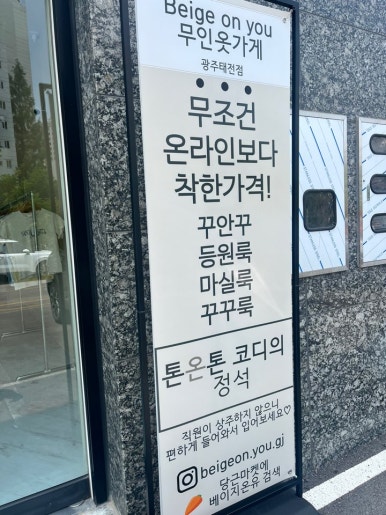 Beige on you
무인옷가게
광주태전점
무조건
온라인보다
착한가격!
꾸안꾸
등원룩
마실룩
꾸꾸룩
톤온톤 코디의
정석
직원이 상주하지 않으니
편하게 들어와서 입어보세요♡
beigeon.you.gj
당근마켓에
베이지온유 검색